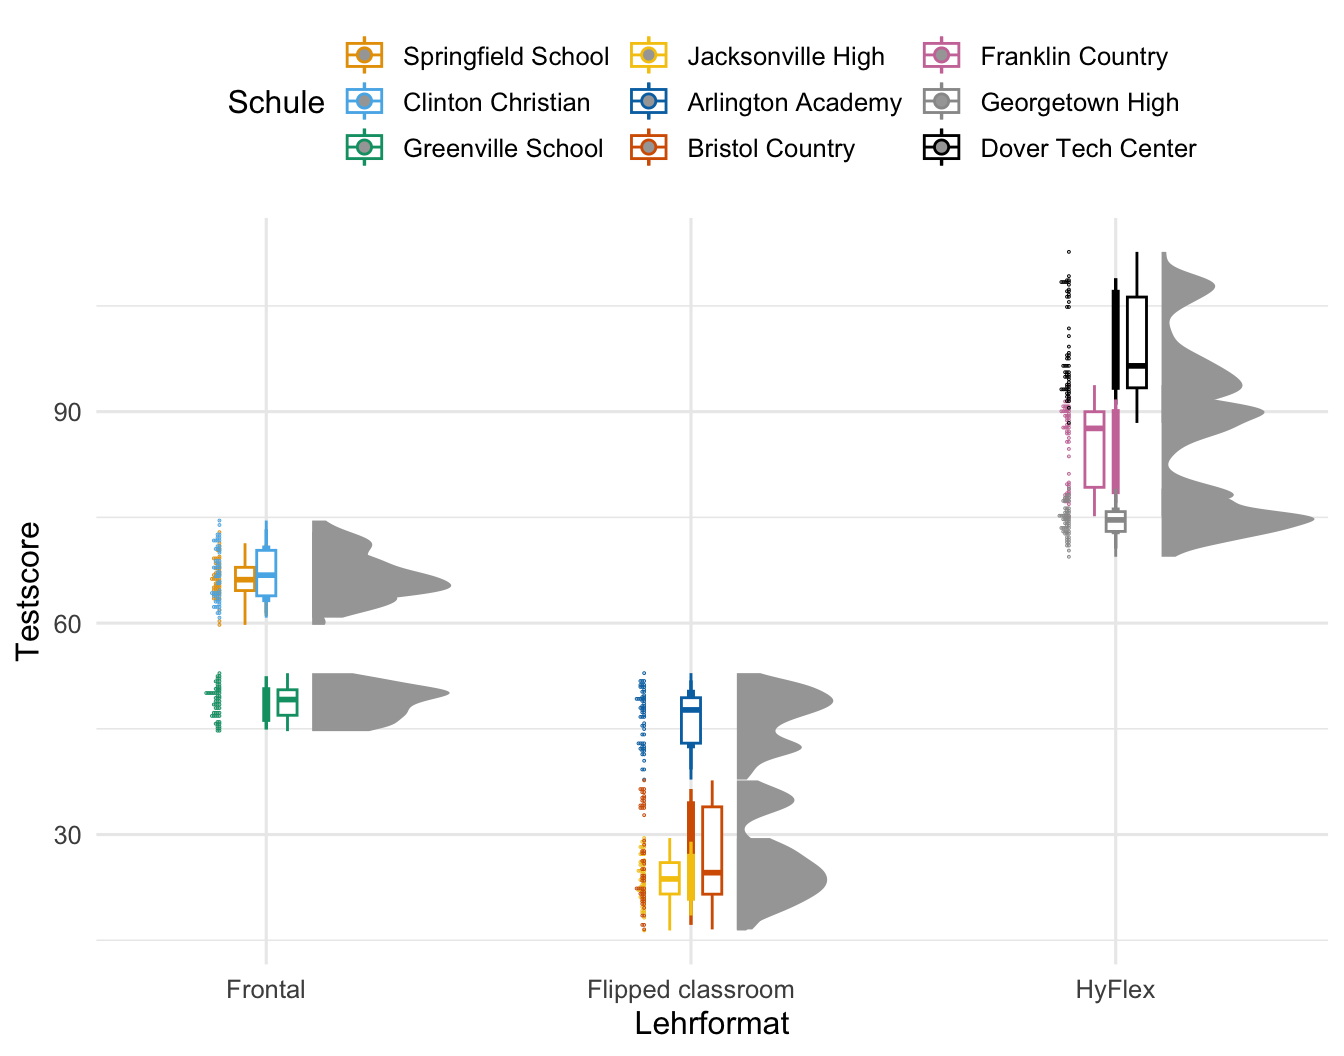 Schule
Springfield School
Jacksonville High
Franklin Country
Clinton Christian
Arlington Academy
Georgetown High
Greenville School
Bristol Country
Dover Tech Center
Testscore
90
60
30
Frontal
Flipped classroom
HyFlex
Lehrformat